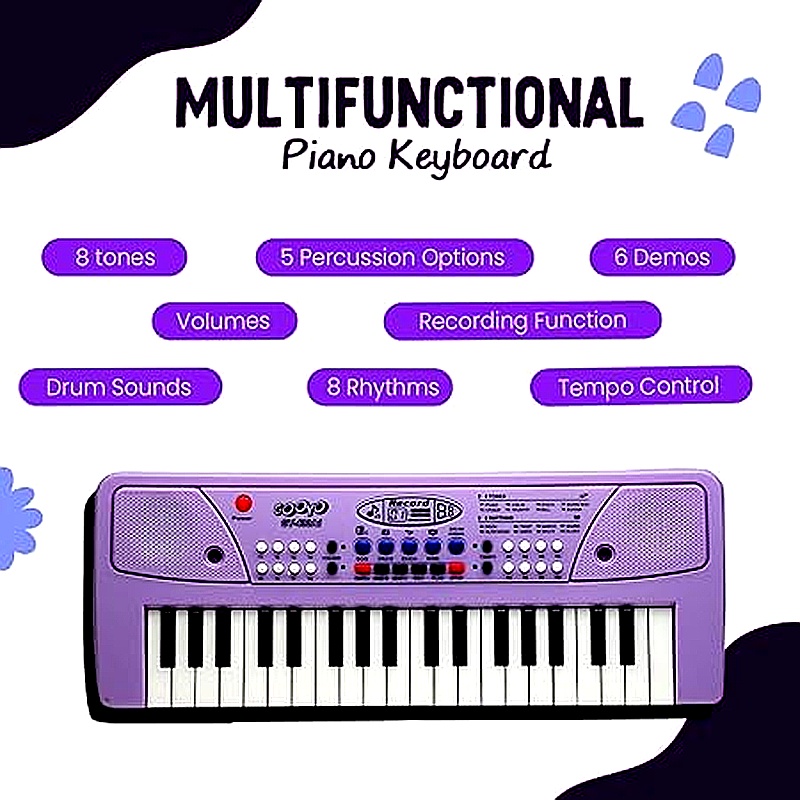 MULTIFUNCTIONAL
Piano Keyboard
8 tones
5 Percussion Options
6 Demos
Volumes
Recording Function
Drum Sounds
8 Rhythms
Tempo Control
COOYO
Record